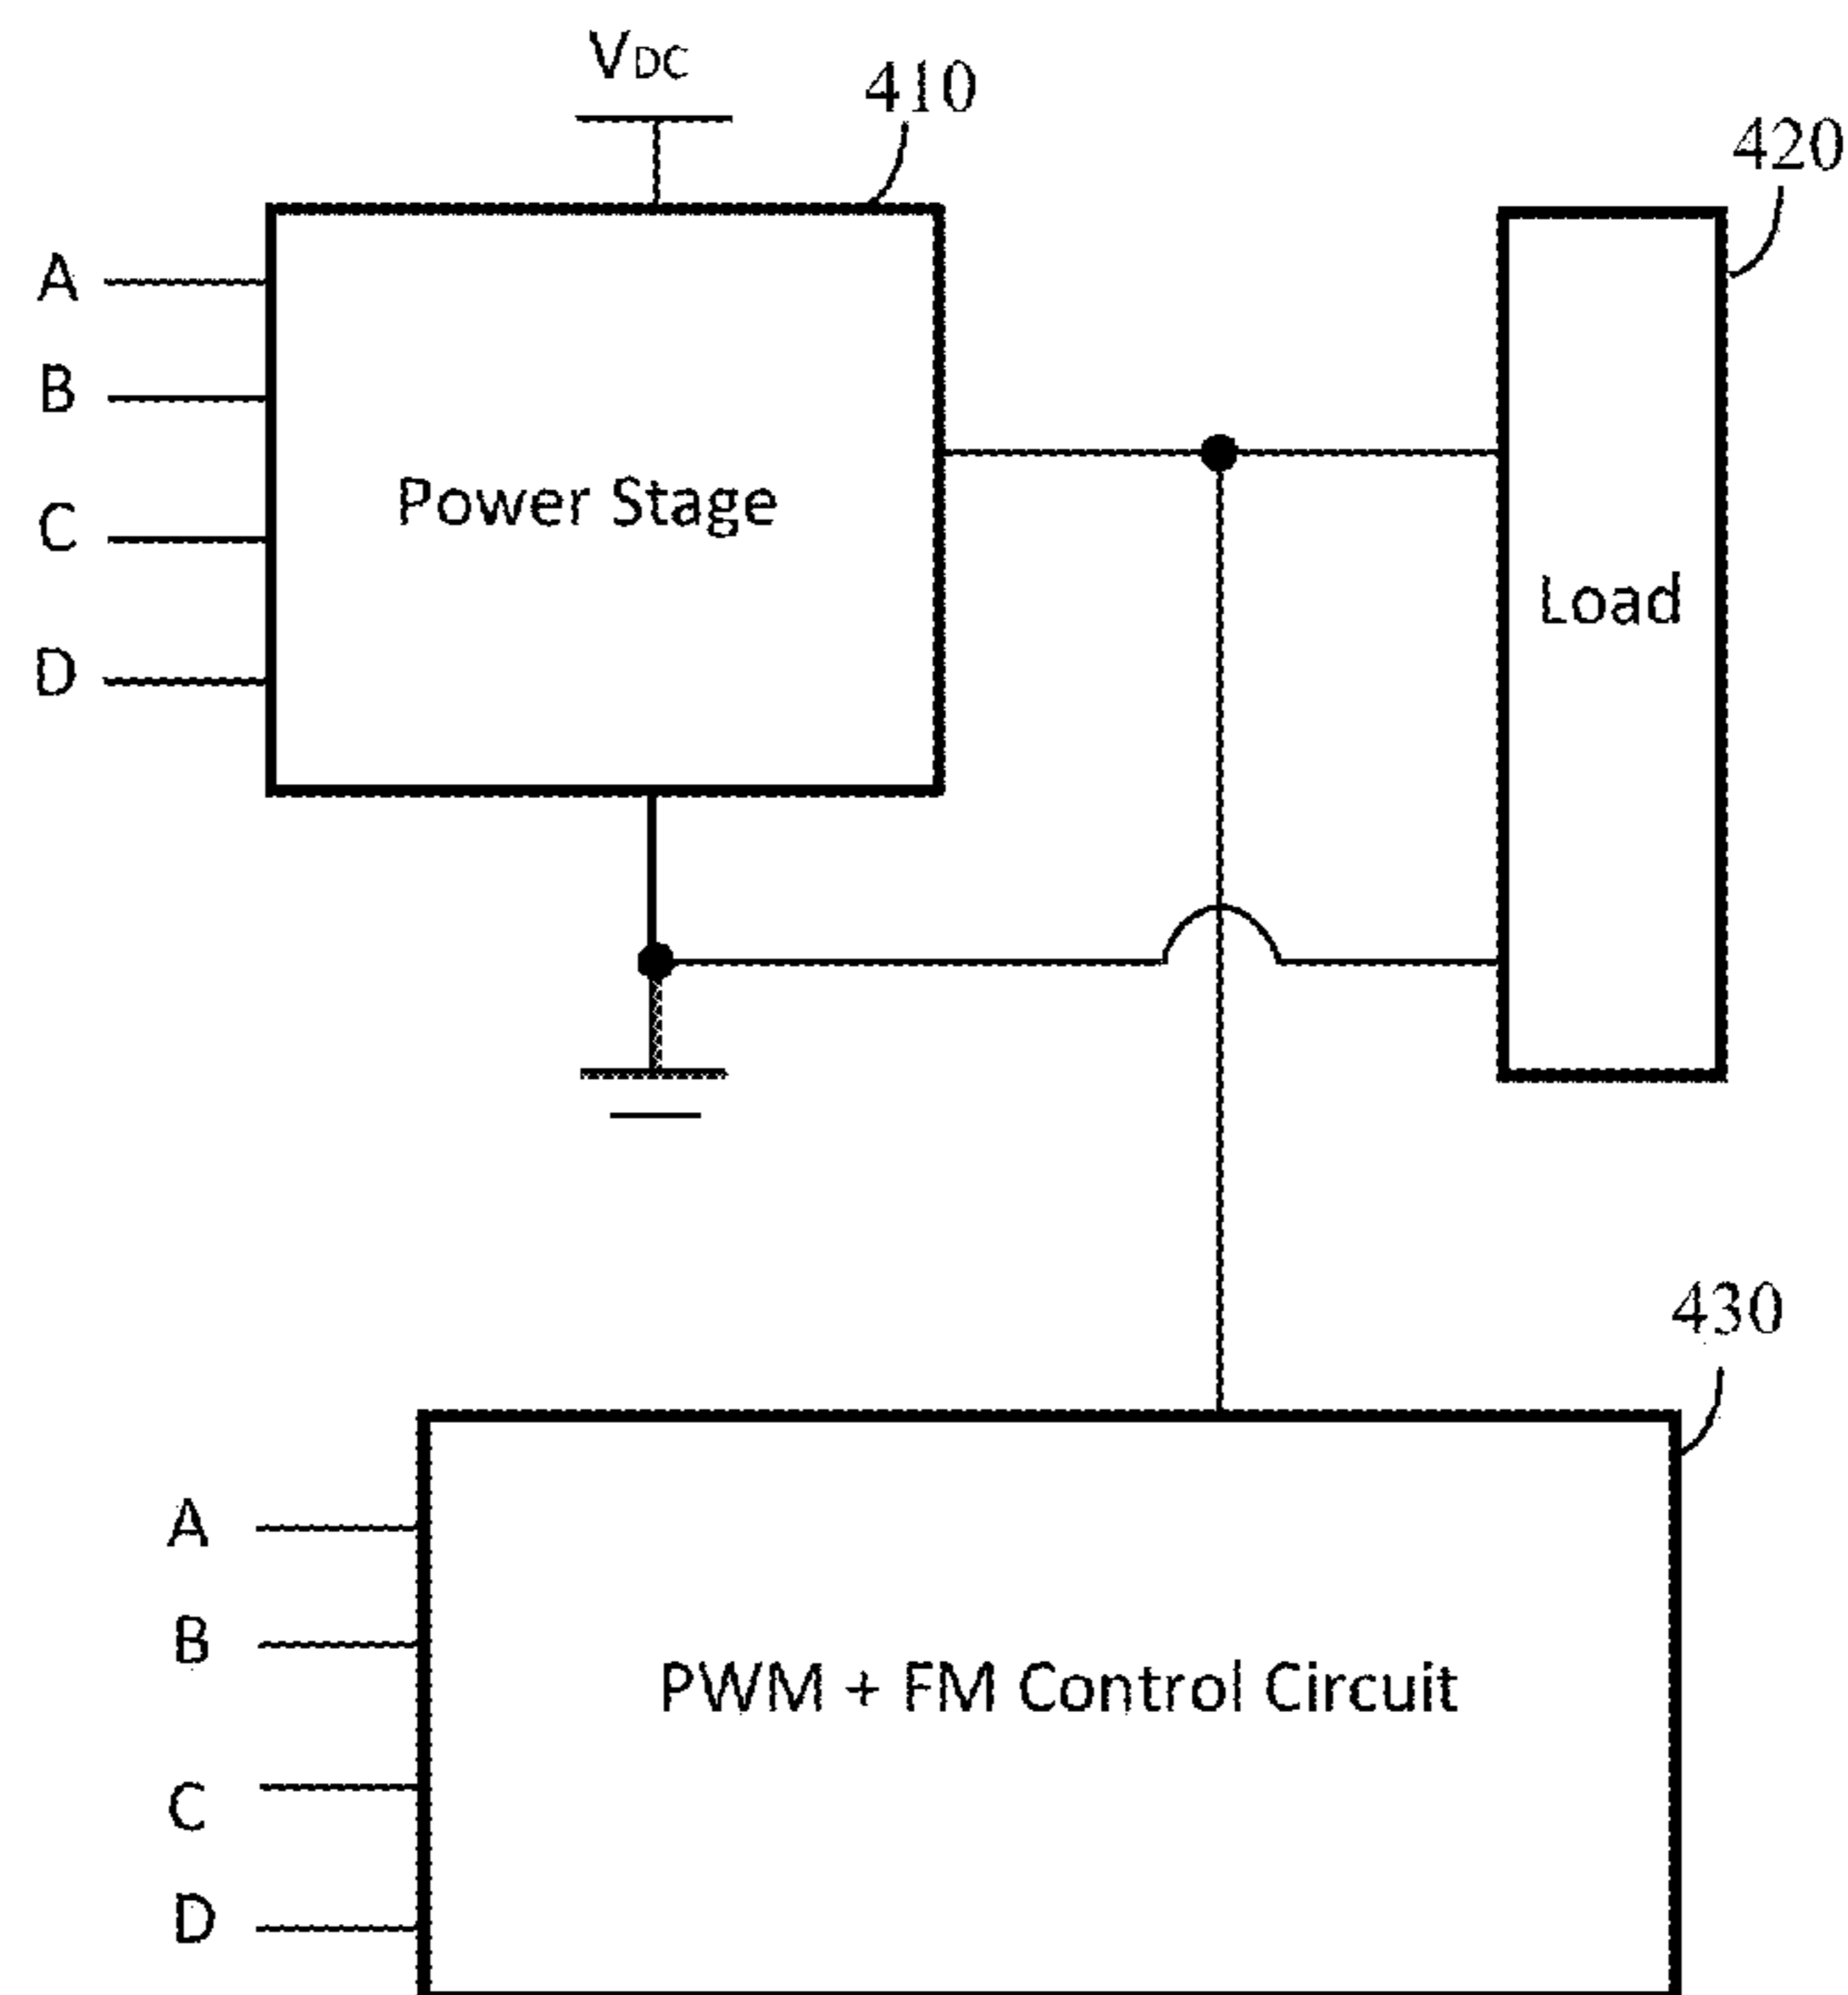 VDC
410
420
A
B
C
D
Power Stage
Load
430
A
B
C
D
PWM + FM Control Circuit